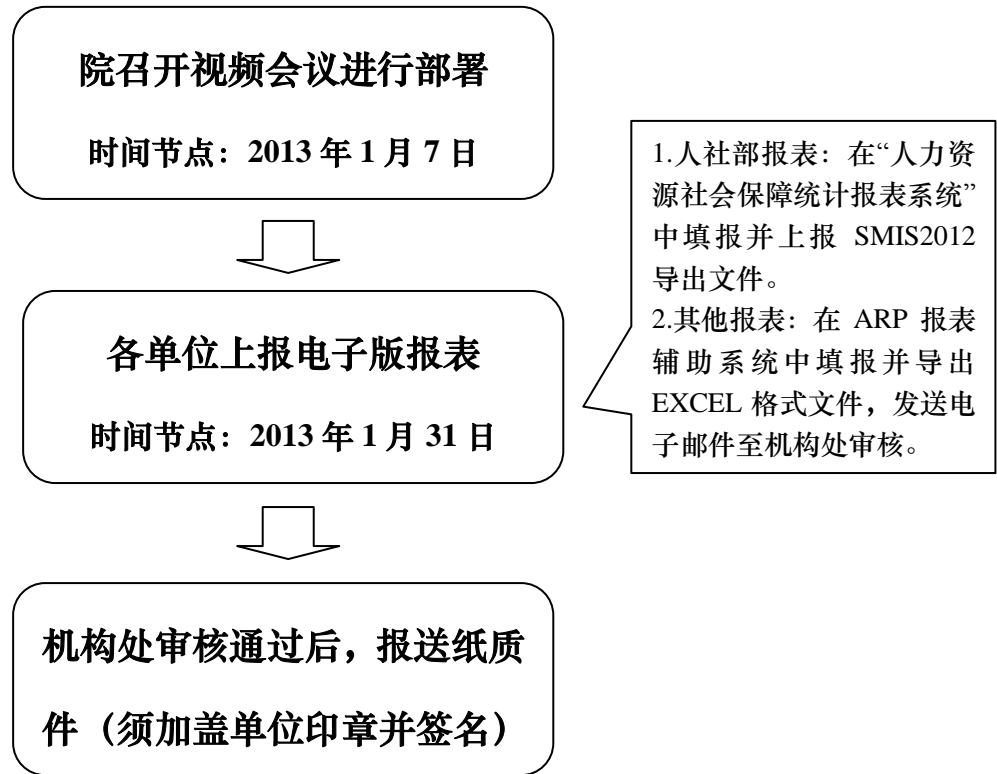 院召开视频会议进行部署
时间节点：2013 年 1 月 7 日
各单位上报电子版报表
时间节点：2013 年 1 月 31 日
1.人社部报表：在“人力资
源社会保障统计报表系统”
中填报并上报 SMIS2012
导出文件。
2.其他报表：在 ARP 报表
辅助系统中填报并导出
EXCEL 格式文件，发送电
子邮件至机构处审核。
机构处审核通过后，报送纸质
件（须加盖单位印章并签名）